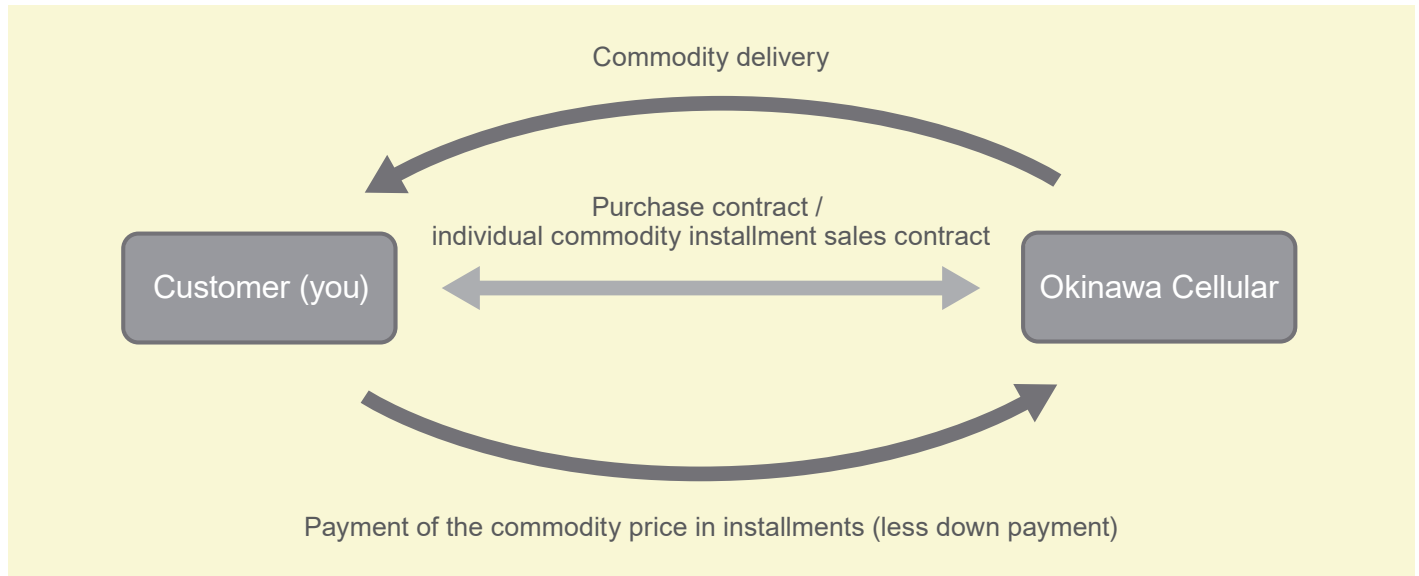 Commodity delivery
Purchase contract /
individual commodity installment sales contract
Customer (you)
Okinawa Cellular
Payment of the commodity price in installments (less down payment)